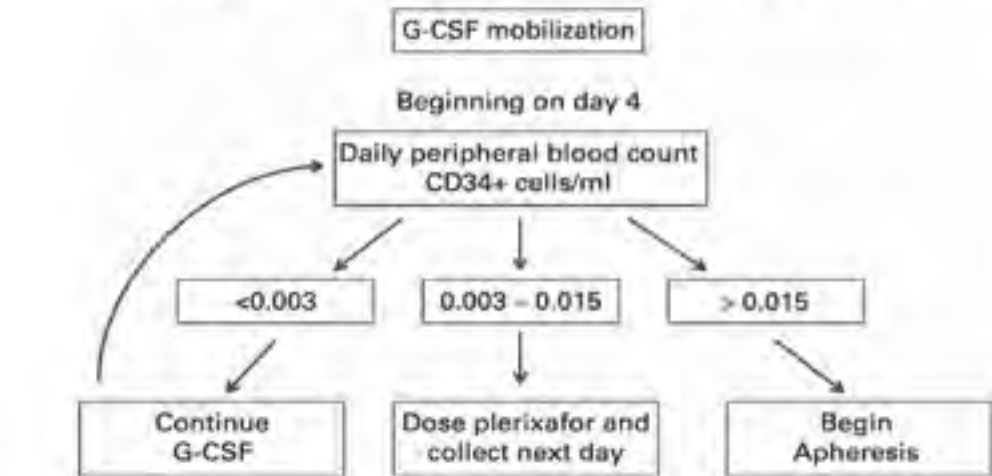 G-CSF mobilization
Beginning on day 4
Daily peripheral blood count
CD34+ cells/ml
<0.003
0.003 – 0.015
> 0.015
Continue
G-CSF
Dose plerixafor and
collect next day
Begin
Apheresis